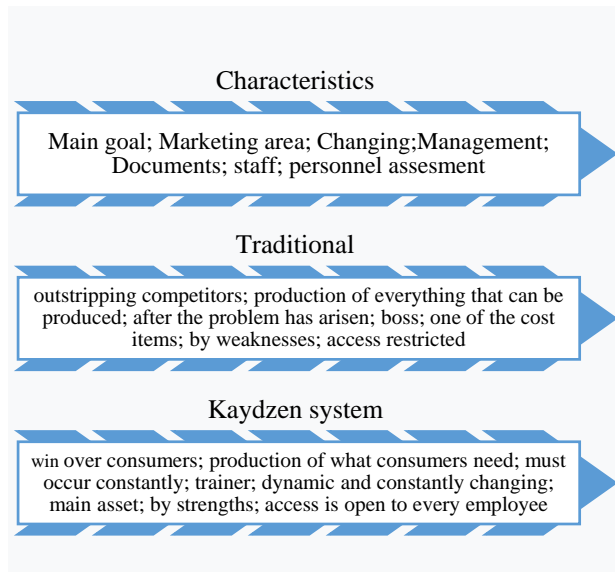 Characteristics
Main goal; Marketing area; Changing;Management;
Documents; staff; personnel assesment
Traditional
outstripping competitors; production of everything that can be
produced; after the problem has arisen; boss; one of the cost
items; by weaknesses; access restricted
Kaydzen system
win over consumers; production of what consumers need; must
occur constantly; trainer; dynamic and constantly changing;
main asset; by strengths; access is open to every employee